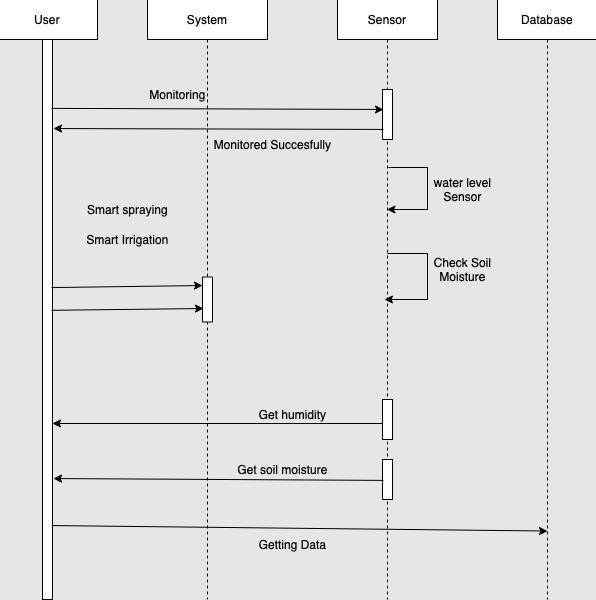 User
System
Sensor
Database
Monitoring
Monitored Succesfully
water level
Sensor
Smart spraying
Smart Irrigation
Check Soil
Moisture
Get humidity
Get soil moisture
Getting Data